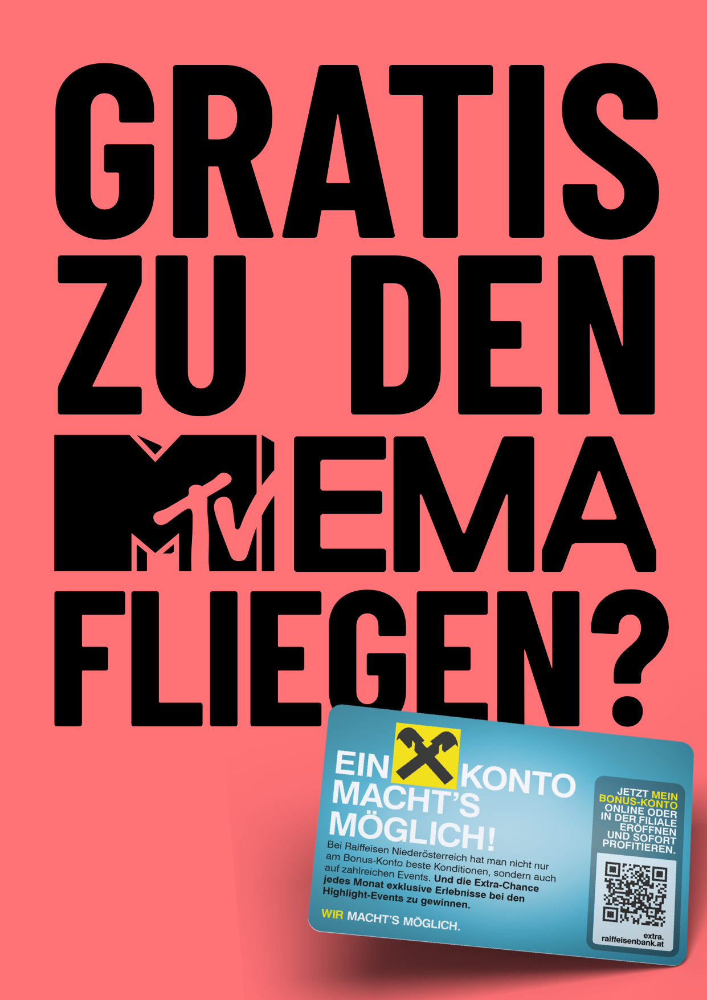 GRATIS
ZU DEN
MTV EMA
FLIEGEN?
EIN KONTO
MACHT'S
MÖGLICH!
Bei Raiffeisen Niederösterreich hat man nicht nur
am Bonus-Konto beste Konditionen, sondern auch
auf zahlreichen Events. Und die Extra-Chance
jedes Monat exklusive Erlebnisse bei den
Highlight-Events zu gewinnen.
WIR MACHT'S MÖGLICH.
JETZT MEIN
BONUS-KONTO
ONLINE ODER
IN DER FILIALE
ERÖFFNEN
UND SOFORT
PROFITIEREN.
extra.
raiffeisenbank.at